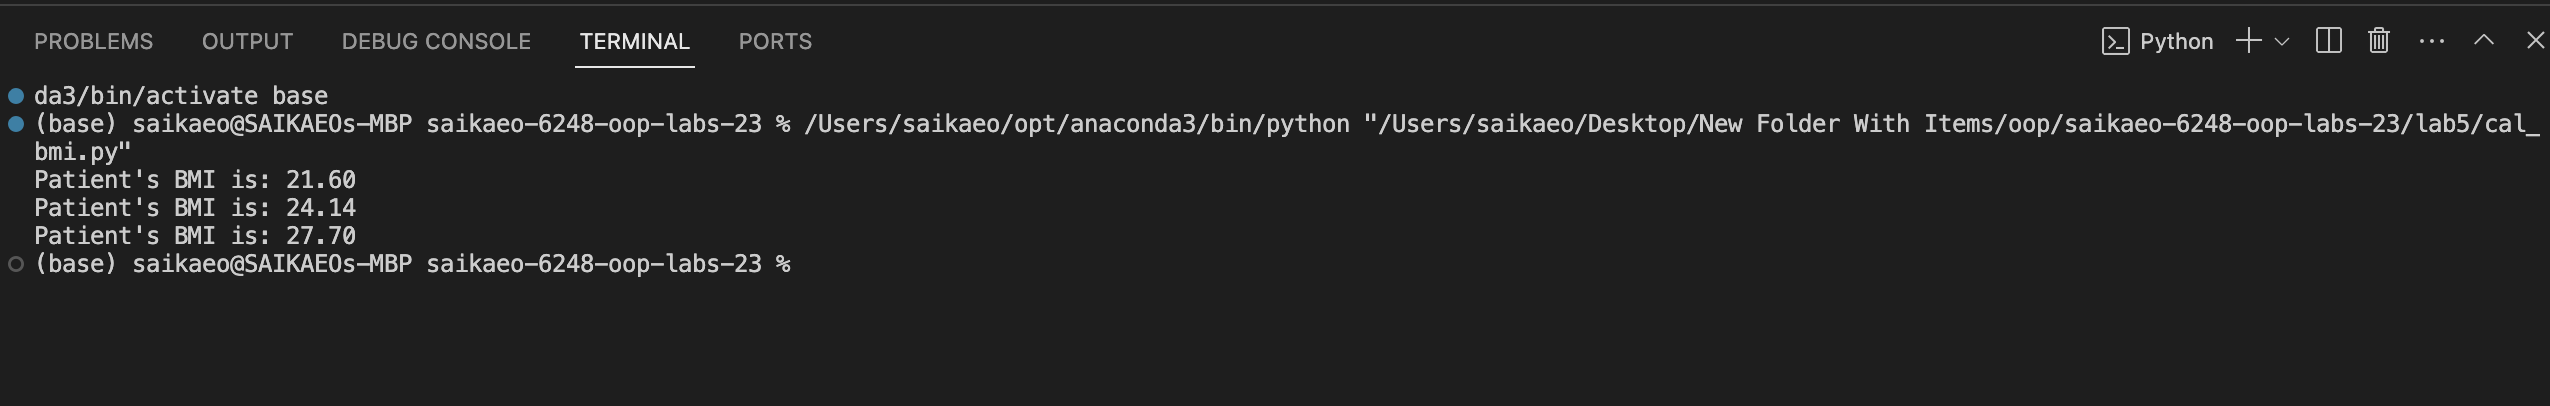 PROBLEMS OUTPUT DEBUG CONSOLE TERMINAL PORTS Python
da3/bin/activate base
(base) saikaeo@SAIKAEOs-MBP saikaeo-6248-oop-labs-23 % /Users/saikaeo/opt/anaconda3/bin/python "/Users/saikaeo/Desktop/New Folder With Items/oop/saikaeo-6248-oop-labs-23/lab5/cal_
bmi.py"
Patient's BMI is: 21.60
Patient's BMI is: 24.14
Patient's BMI is: 27.70
(base) saikaeo@SAIKAEOs-MBP saikaeo-6248-oop-labs-23 %